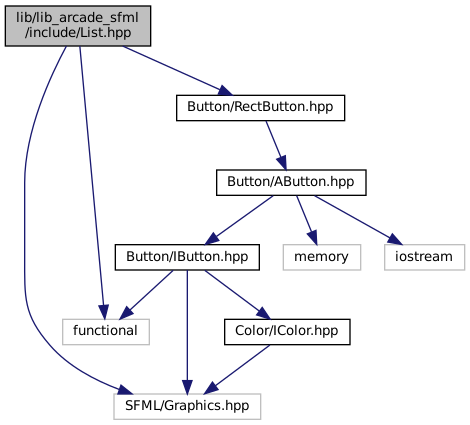 lib/lib_arcade_sfml
/include/List.hpp
Button/RectButton.hpp
Button/AButton.hpp
Button/IButton.hpp
memory
iostream
functional
Color/IColor.hpp
SFML/Graphics.hpp